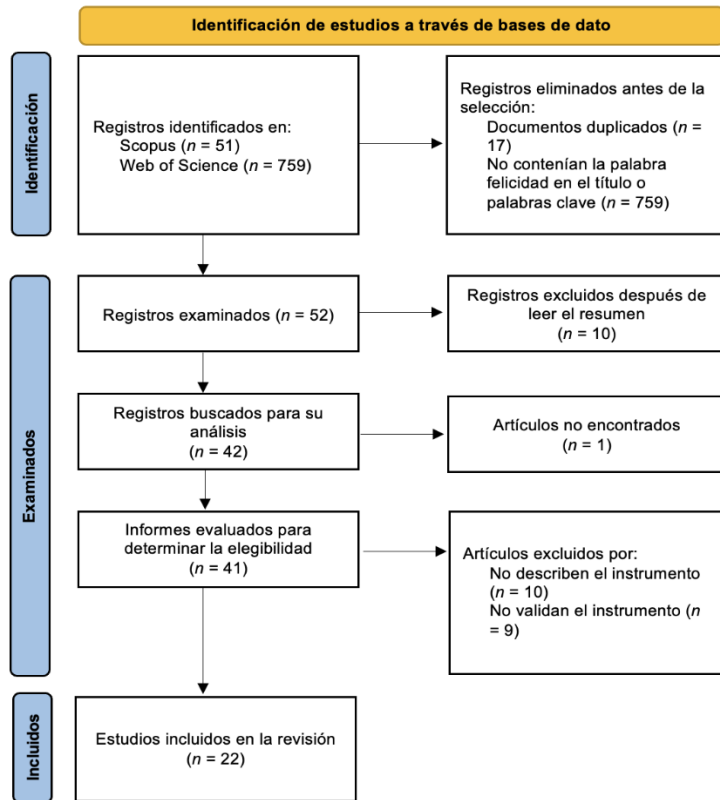 Identificación de estudios a través de bases de dato
Identificación
Registros identificados en:
Scopus (n = 51)
Web of Science (n = 759)
Registros eliminados antes de la
selección:
Documentos duplicados (n =
17)
No contenían la palabra
felicidad en el título o
palabras clave (n = 759)
Examinados
Registros examinados (n = 52)
Registros excluidos después de
leer el resumen
(n = 10)
Registros buscados para su
análisis
(n = 42)
Artículos no encontrados
(n = 1)
Informes evaluados para
determinar la elegibilidad
(n = 41)
Artículos excluidos por:
No describen el instrumento
(n = 10)
No validan el instrumento (n
= 9)
Incluidos
Estudios incluidos en la revisión
(n = 22)